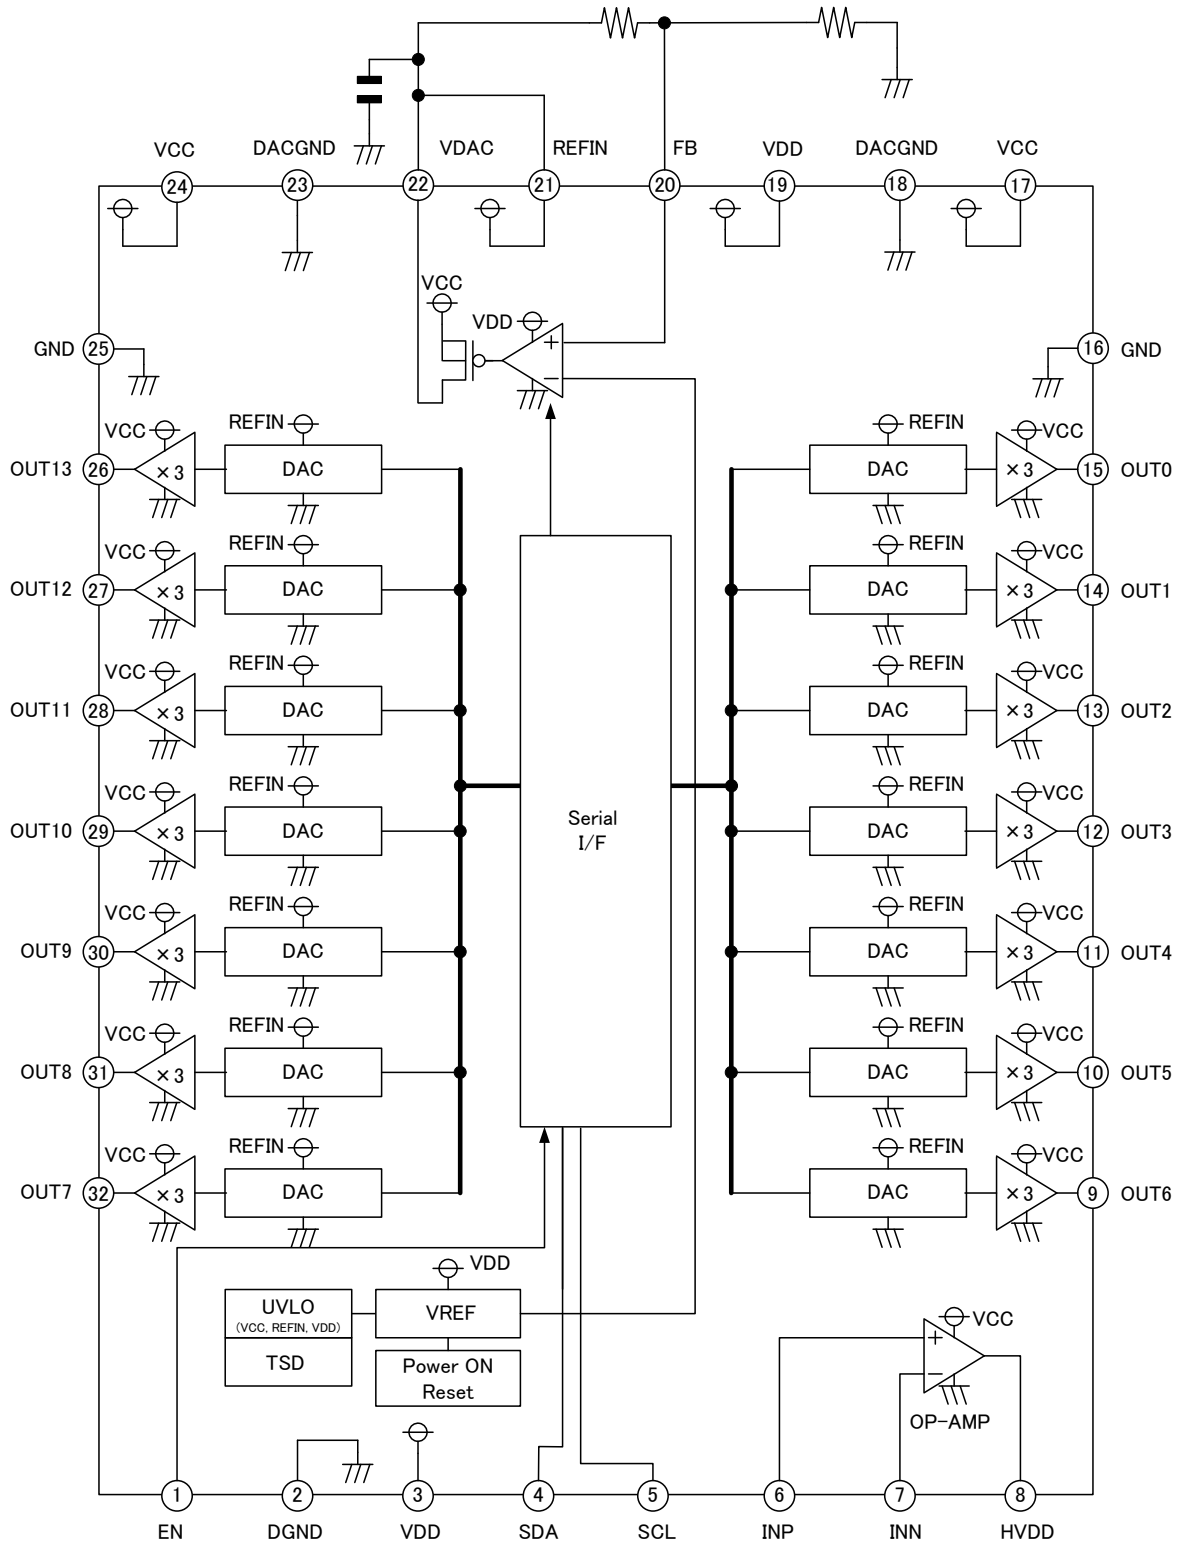 VCC DACGND VDAC REFIN FB VDD DACGND VCC
24 23 22 21 20 19 18 17
VCC
VDD
+
−
GND 25
16 GND
REFIN REFIN
VCC VCC
OUT13 26 ×3 DAC DAC ×3 15 OUT0
REFIN REFIN
VCC VCC
OUT12 27 ×3 DAC DAC ×3 14 OUT1
REFIN REFIN
VCC VCC
OUT11 28 ×3 DAC DAC ×3 13 OUT2
REFIN REFIN
VCC VCC
OUT10 29 ×3 DAC DAC ×3 12 OUT3
Serial
I/F
REFIN REFIN
VCC VCC
OUT9 30 ×3 DAC DAC ×3 11 OUT4
REFIN REFIN
VCC VCC
OUT8 31 ×3 DAC DAC ×3 10 OUT5
REFIN REFIN
VCC VCC
OUT7 32 ×3 DAC DAC ×3 9 OUT6
VDD
UVLO
(VCC, REFIN, VDD)
VREF
TSD
Power ON
Reset
VCC
+
−
OP-AMP
1 2 3 4 5 6 7 8
EN DGND VDD SDA SCL INP INN HVDD